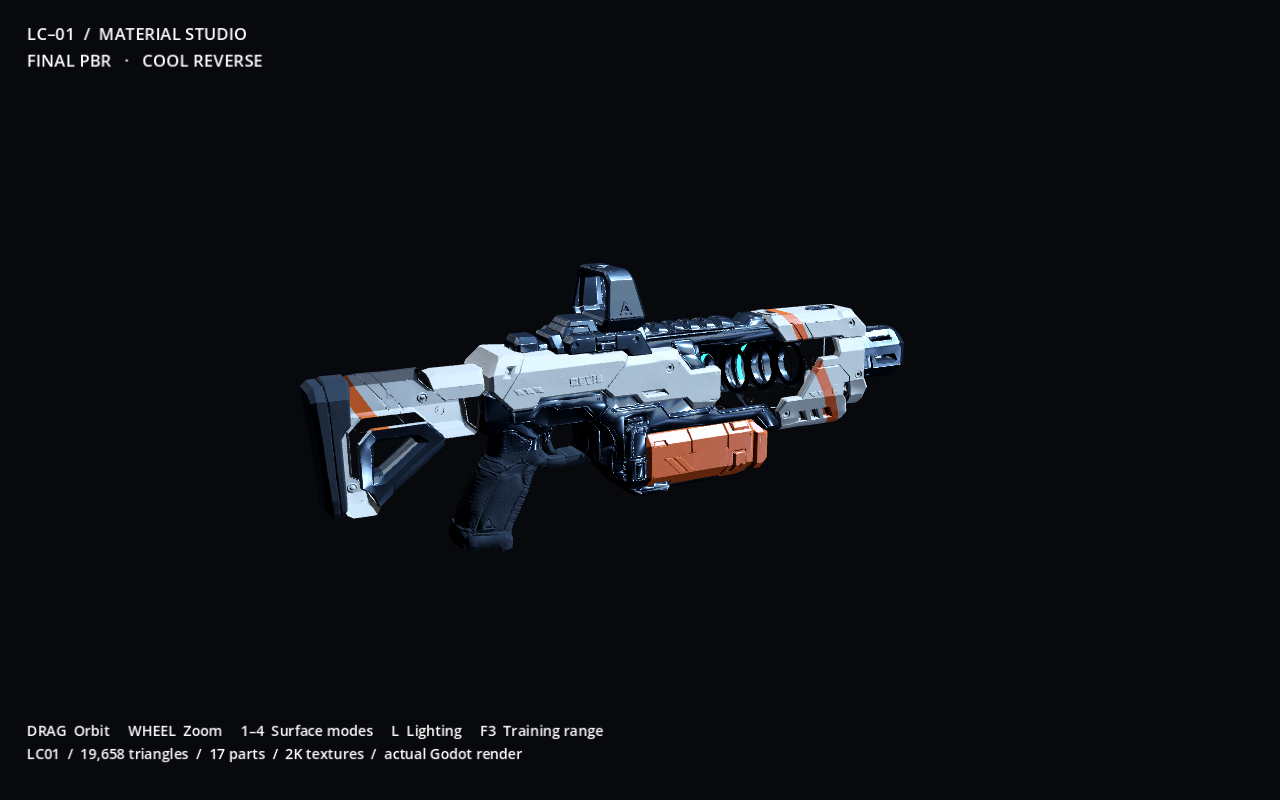 LC–01 / MATERIAL STUDIO
FINAL PBR · COOL REVERSE
DRAG Orbit WHEEL Zoom 1–4 Surface modes L Lighting F3 Training range
LC01 / 19,658 triangles / 17 parts / 2K textures / actual Godot render